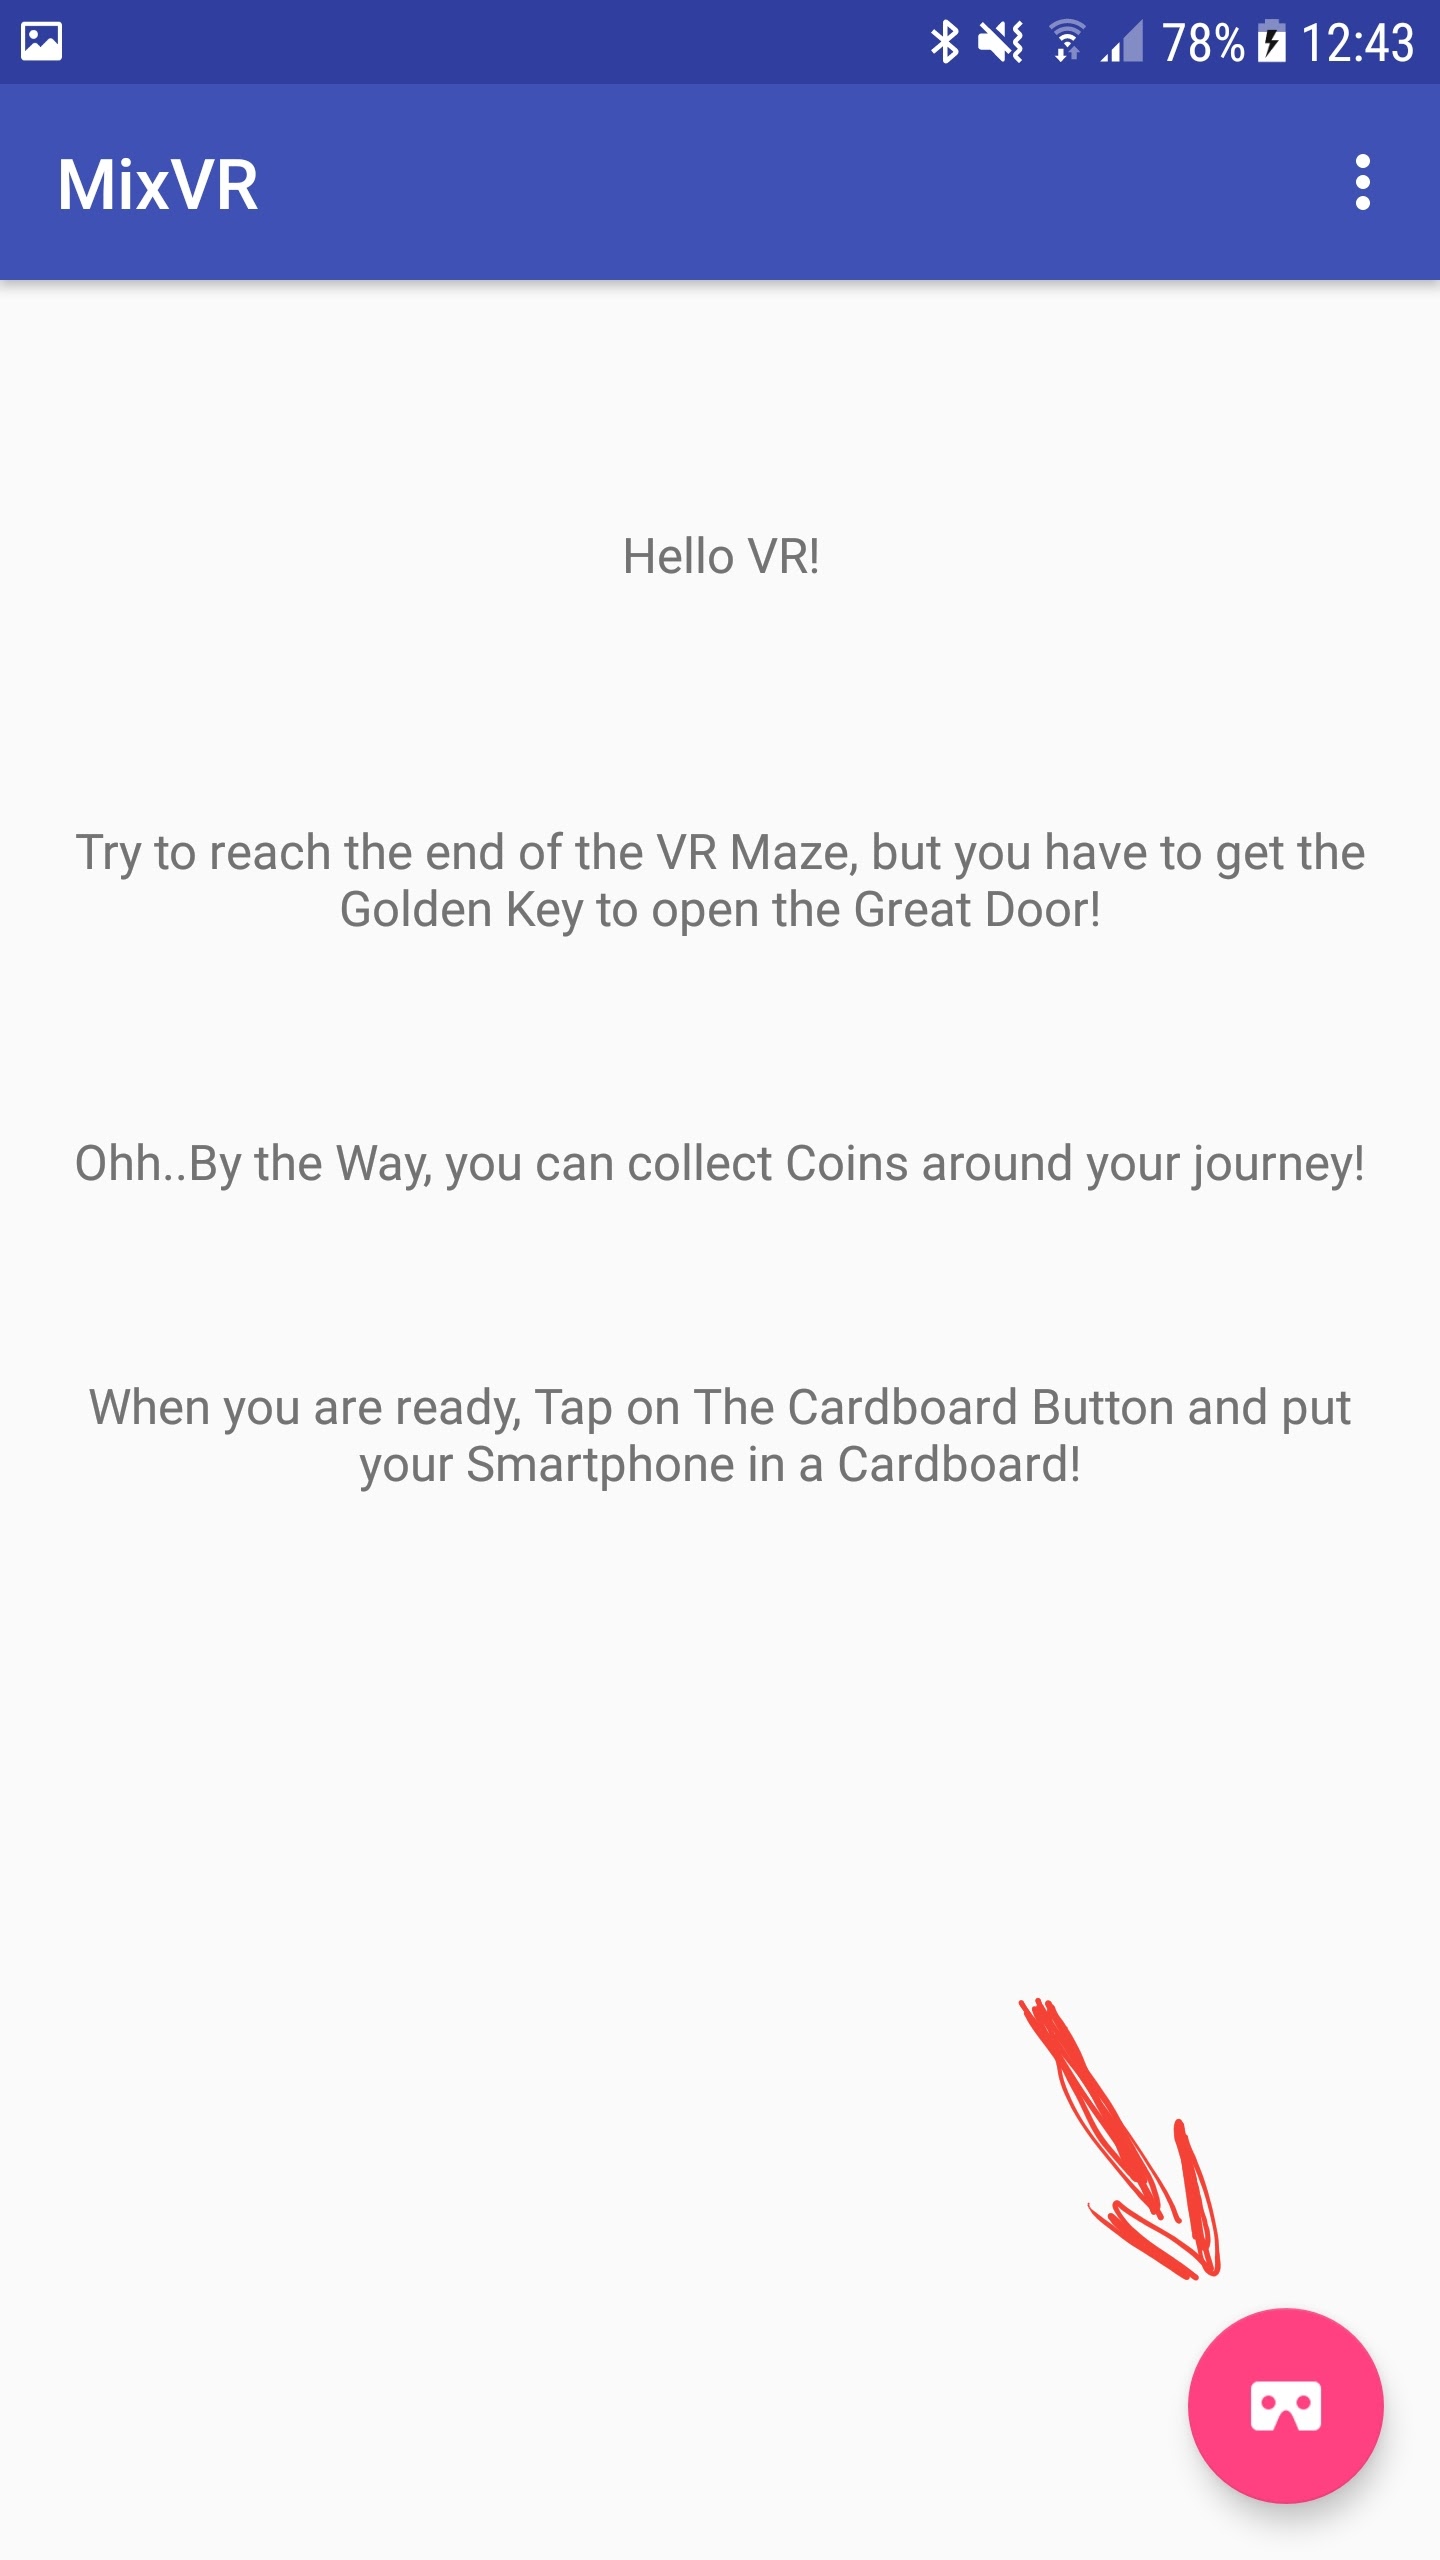 78% 12:43
MixVR
Hello VR!
Try to reach the end of the VR Maze, but you have to get the
Golden Key to open the Great Door!
Ohh..By the Way, you can collect Coins around your journey!
When you are ready, Tap on The Cardboard Button and put
your Smartphone in a Cardboard!